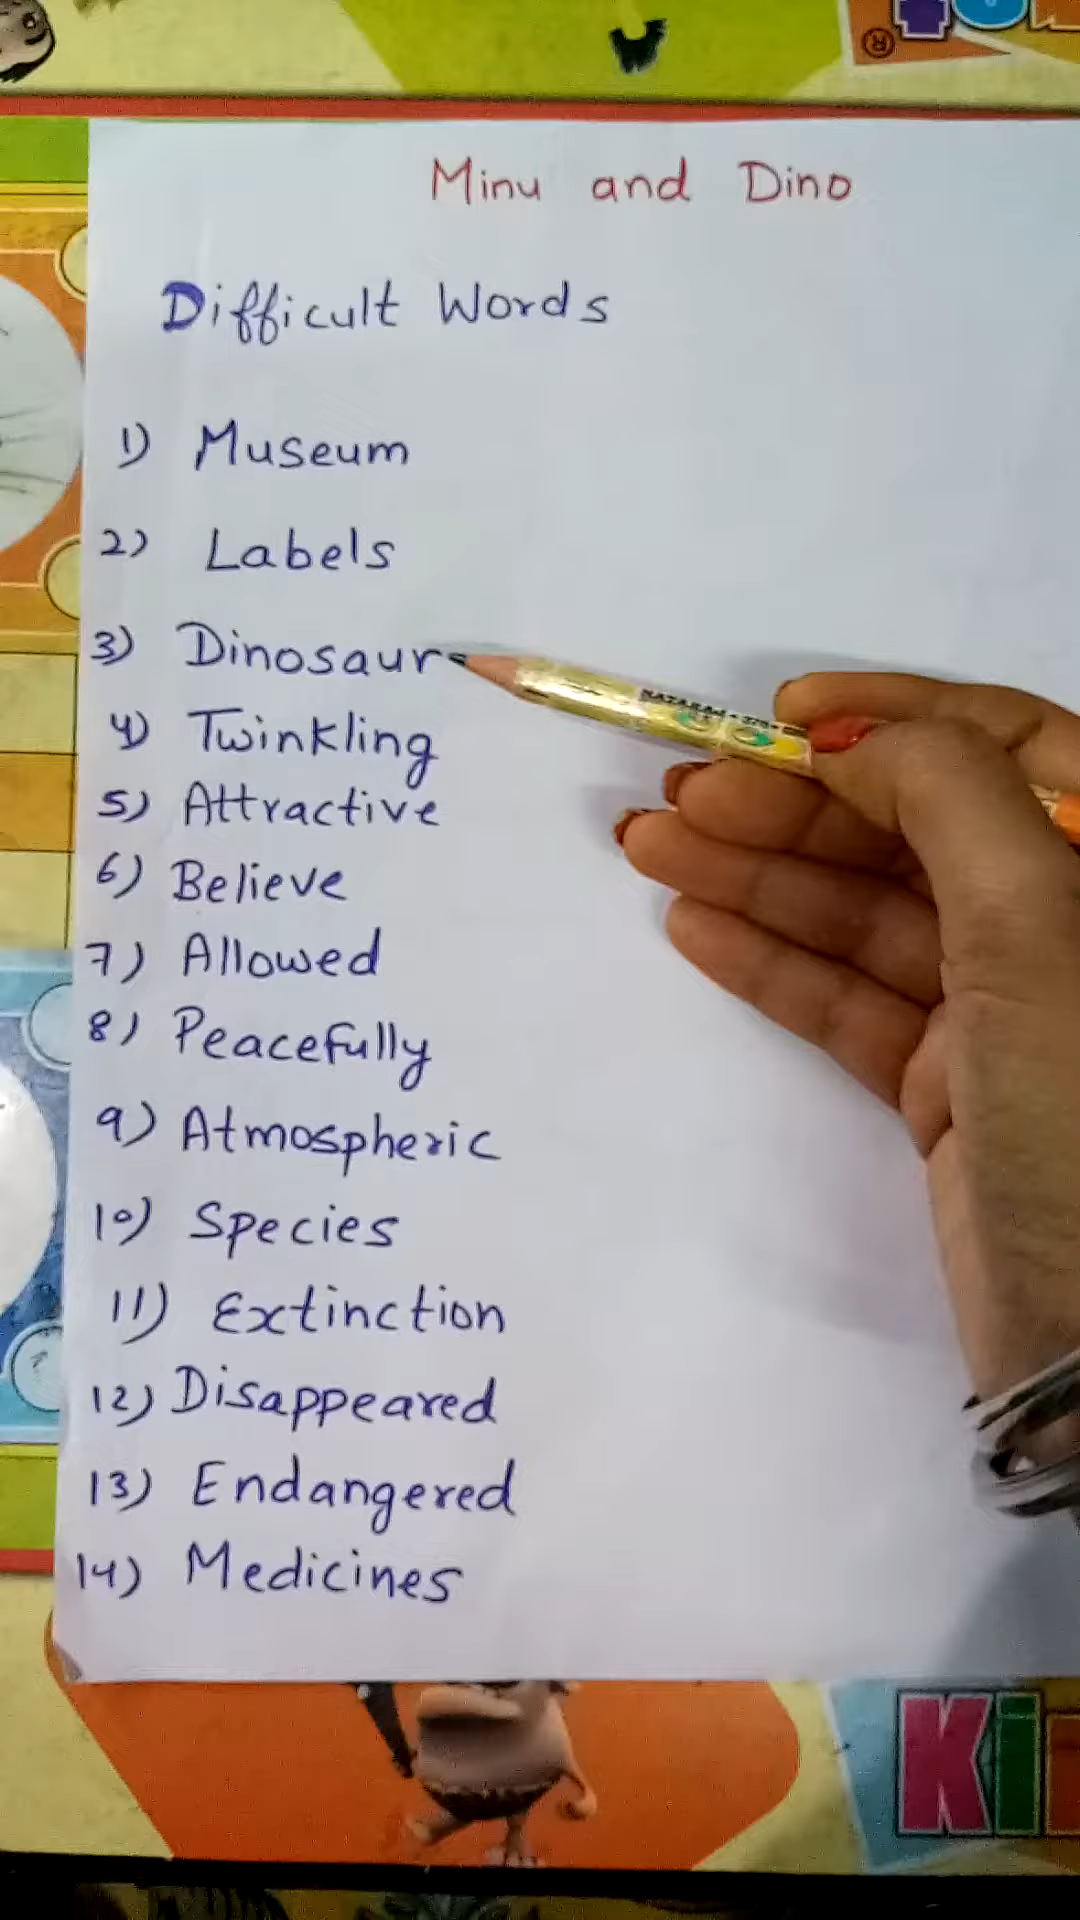 Minu and Dino
Difficult Words
1) Museum
2) Labels
3) Dinosaur
4) Twinkling
5) Attractive
6) Believe
7) Allowed
8) Peacefully
9) Atmospheric
10) Species
11) Extinction
12) Disappeared
13) Endangered
14) Medicines